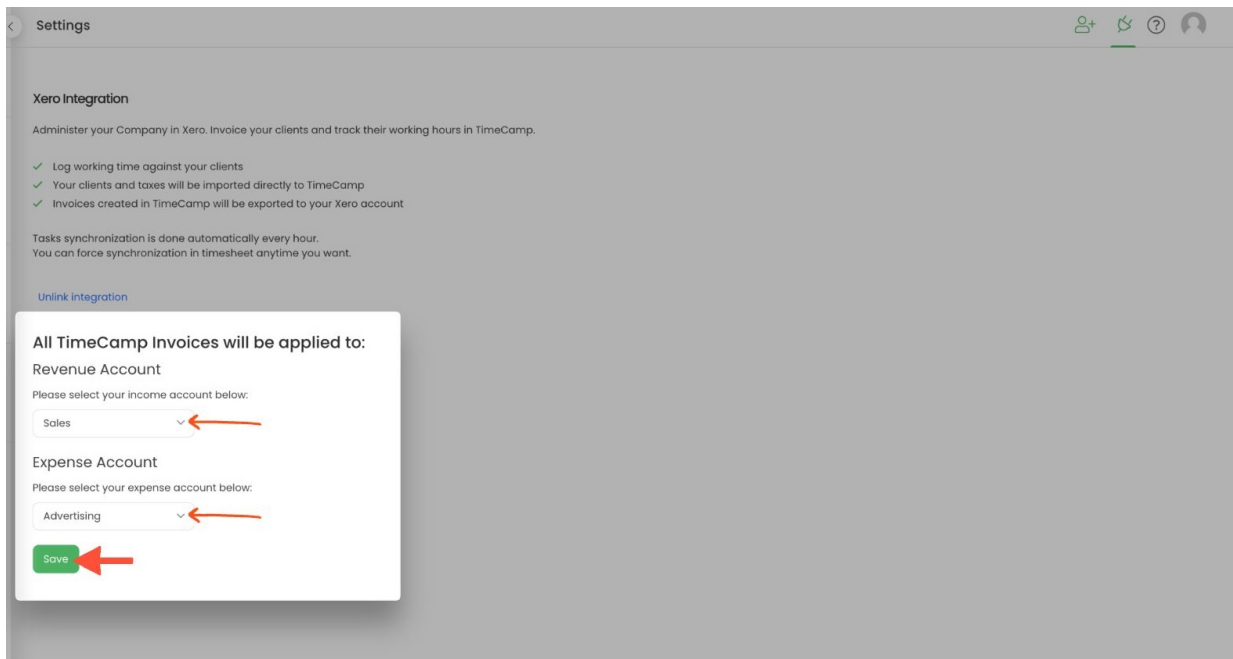 Settings
Xero Integration
Administer your Company in Xero. Invoice your clients and track their working hours in TimeCamp.
Log working time against your clients
Your clients and taxes will be imported directly to TimeCamp
Invoices created in TimeCamp will be exported to your Xero account
Tasks synchronization is done automatically every hour.
You can force synchronization in timesheet anytime you want.
Unlink integration
All TimeCamp Invoices will be applied to:
Revenue Account
Please select your income account below:
Sales
Expense Account
Please select your expense account below:
Advertising
Save